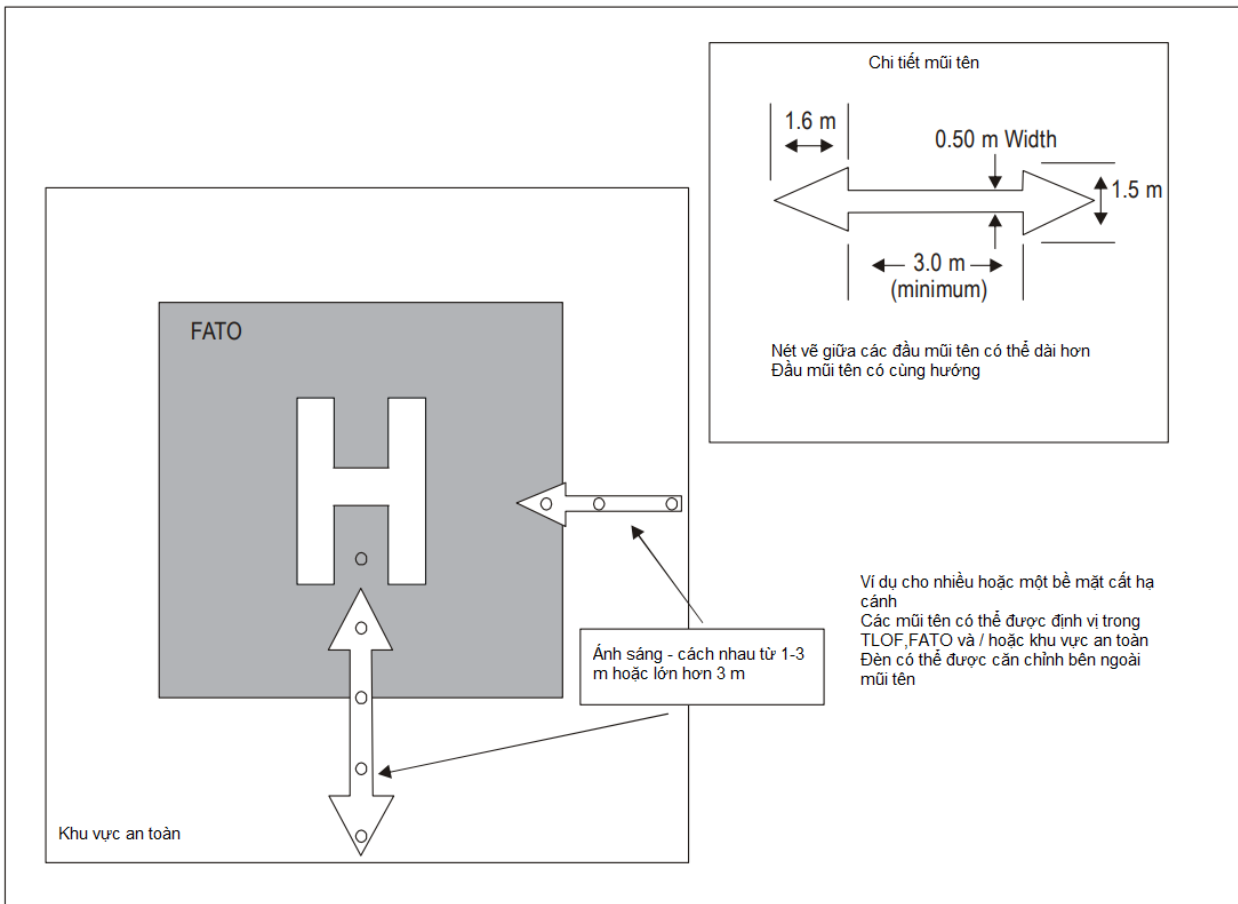 Chi tiết mũi tên
1.6 m
0.50 m Width
1.5 m
3.0 m
(minimum)
Nét vẽ giữa các đầu mũi tên có thể dài hơn
Đầu mũi tên có cùng hướng
FATO
H
Ánh sáng - cách nhau từ 1-3
m hoặc lớn hơn 3 m
Ví dụ cho nhiều hoặc một bề mặt cất hạ
cánh
Các mũi tên có thể được định vị trong
TLOF,FATO và / hoặc khu vực an toàn
Đèn có thể được căn chỉnh bên ngoài
mũi tên
Khu vực an toàn